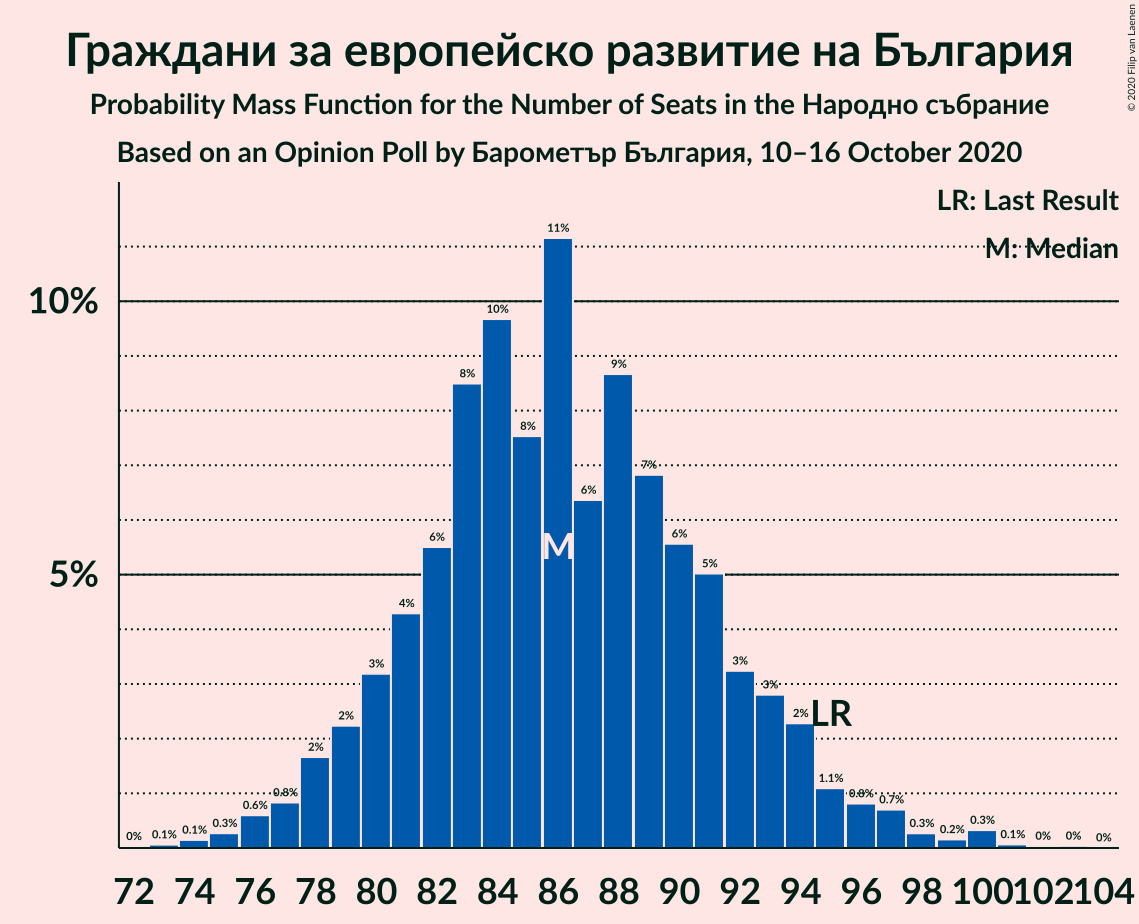 Граждани за европейско развитие на България
Probability Mass Function for the Number of Seats in the Народно събрание
Based on an Opinion Poll by Барометър България, 10–16 October 2020
© 2020 Filip van Laenen
LR: Last Result
M: Median
10%
5%
0% 0.1% 0.1% 0.3% 0.6% 0.8% 2% 2% 3% 4% 6% 8% 10% 8% 11% 6% 9% 7% 6% 5% 3% 3% 2% 1.1% 0.8% 0.7% 0.3% 0.2% 0.3% 0.1% 0% 0% 0%
M
LR
72 74 76 78 80 82 84 86 88 90 92 94 96 98 100 102 104